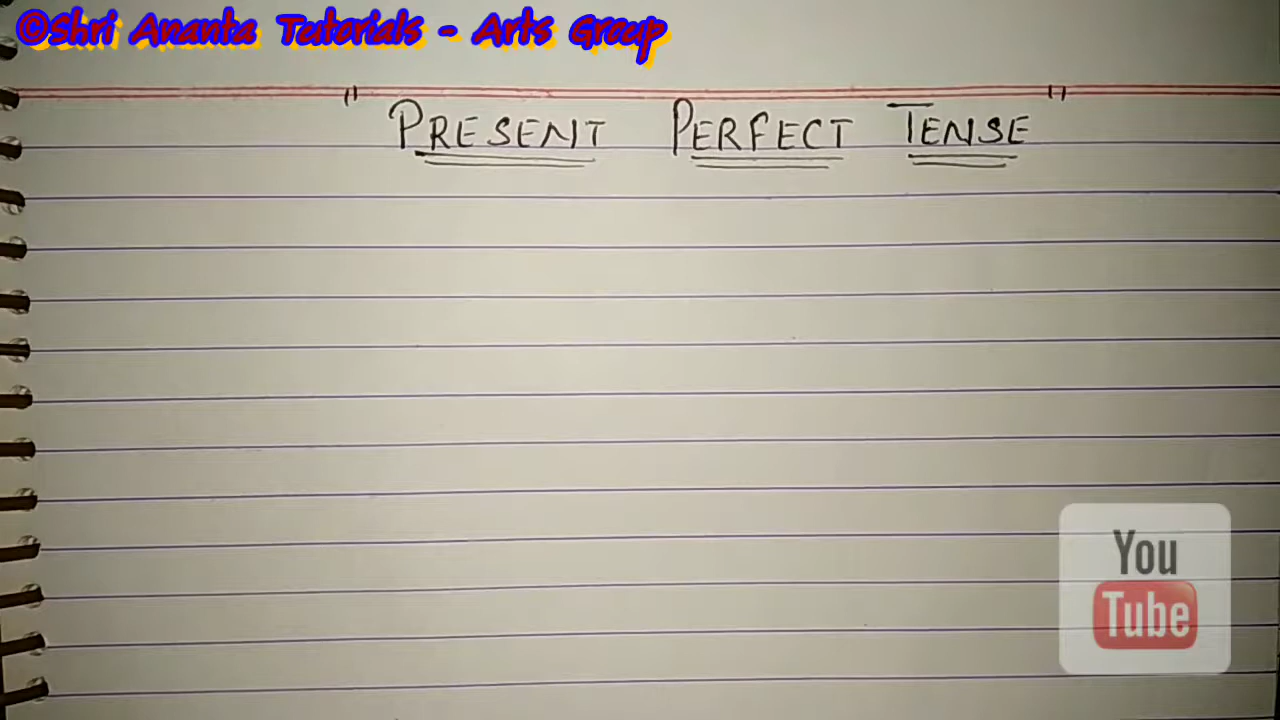 ©Shri Ananta Tutorials - Arts Group
" PRESENT PERFECT TENSE "
You
Tube